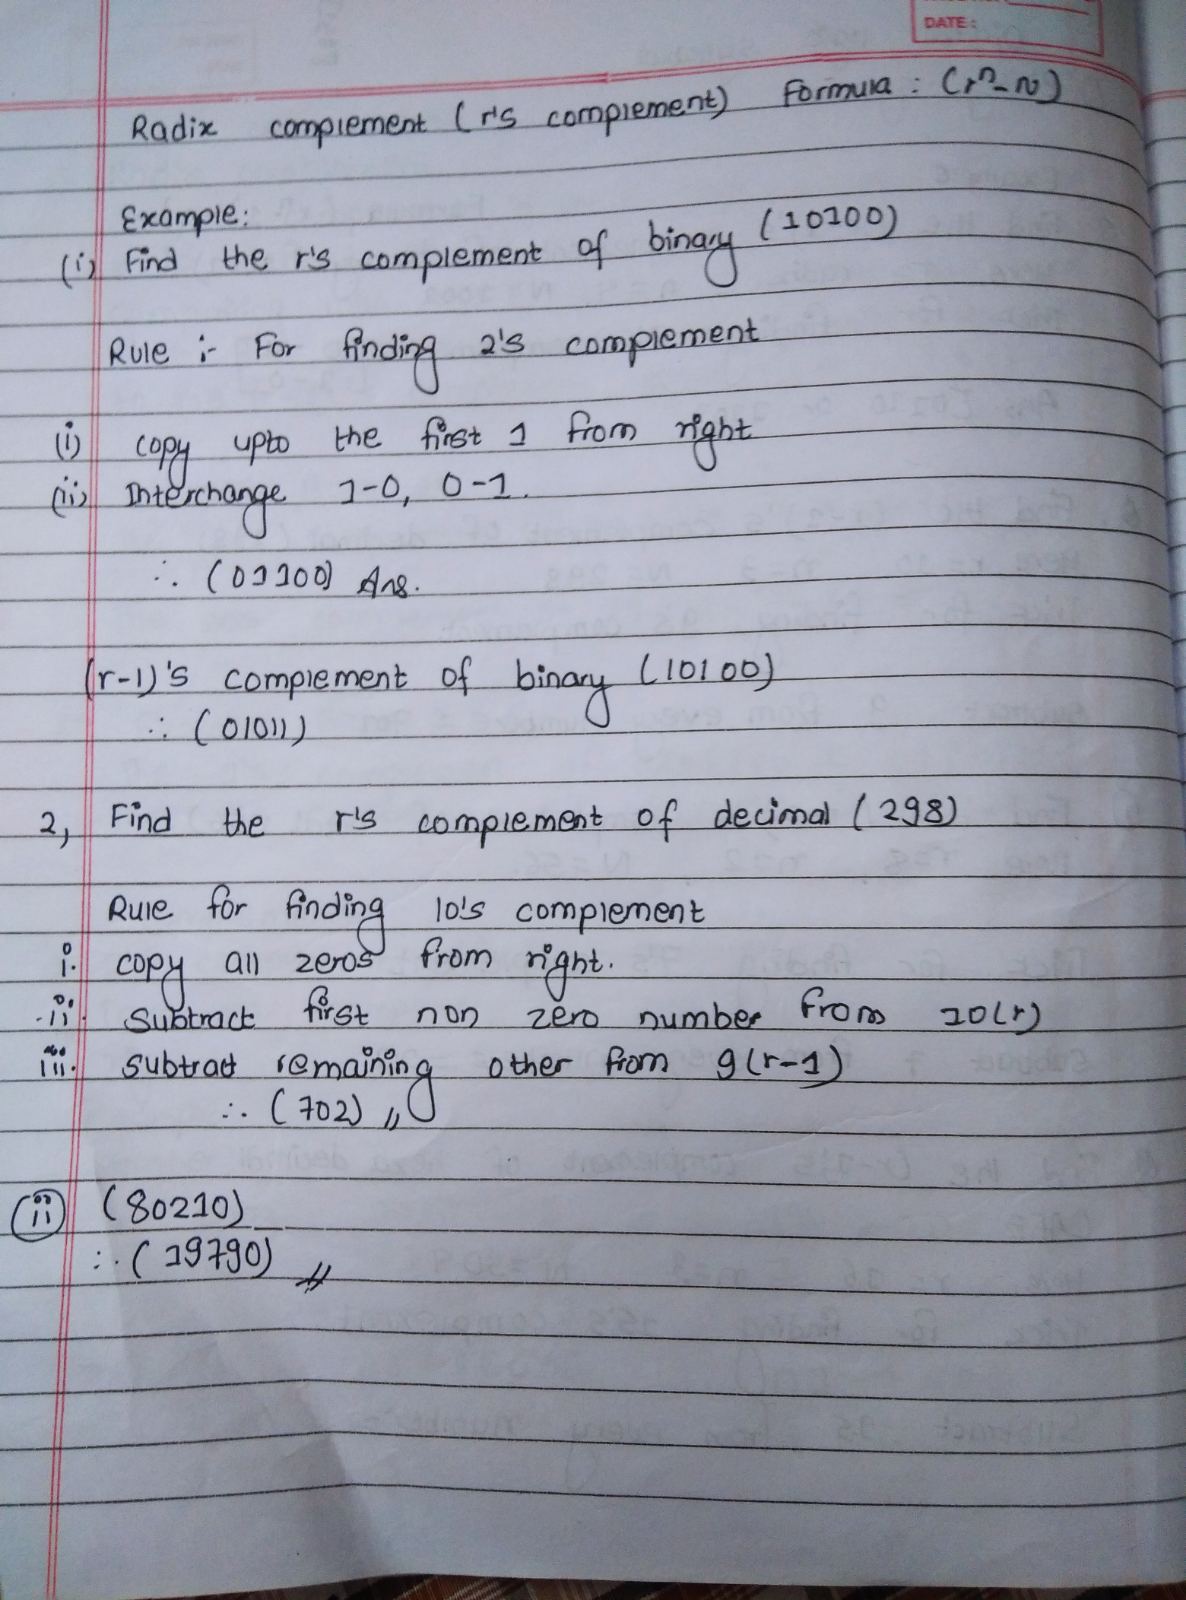 DATE:
Radix complement (r's complement) Formula : (rⁿ-N)
Example:
(i) Find the r's complement of binary (10100)
Rule :- For finding 2's complement
(i) copy upto the first 1 from right
(ii) Interchange 1-0, 0-1.
∴ (01100) Ans.
(r-1)'s complement of binary (10100)
∴ (01011)
2, Find the r's complement of decimal (298)
Rule for finding 10's complement
i. copy all zeros from right.
ii. Subtract first non zero number from 10(r)
iii. subtract remaining other from 9(r-1)
∴ (702) //
(ii) (80210)
∴ (19790) //